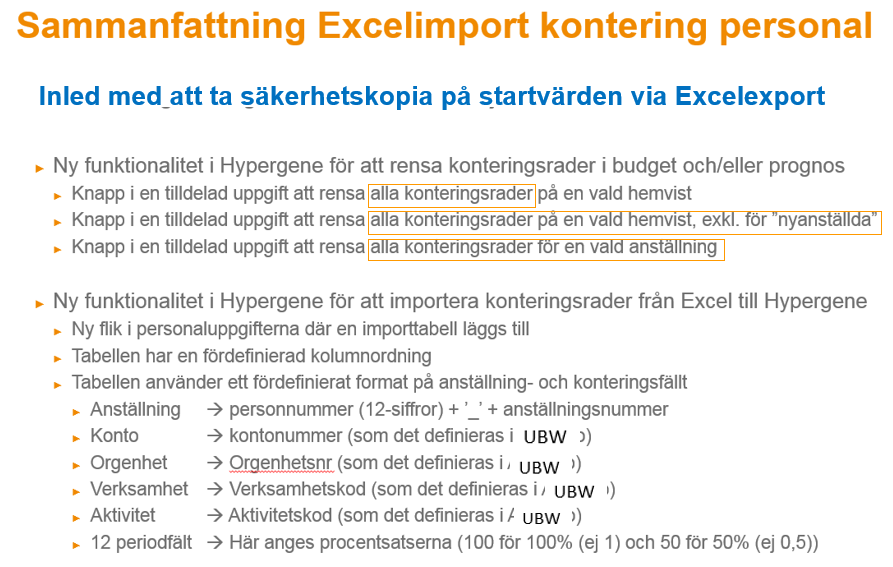 Sammanfattning Excelimport kontering personal
Inled med att ta säkerhetskopia på startvärden via Excelexport
Ny funktionalitet i Hypergene för att rensa konteringsrader i budget och/eller prognos
Knapp i en tilldelad uppgift att rensa alla konteringsrader på en vald hemvist
Knapp i en tilldelad uppgift att rensa alla konteringsrader på en vald hemvist, exkl. för ”nyanställda”
Knapp i en tilldelad uppgift att rensa alla konteringsrader för en vald anställning
Ny funktionalitet i Hypergene för att importera konteringsrader från Excel till Hypergene
Ny flik i personaluppgifterna där en importtabell läggs till
Tabellen har en fördefinierad kolumnordning
Tabellen använder ett fördefinierat format på anställning- och konteringsfällt
Anställning → personnummer (12-siffror) + ’_’ + anställningsnummer
Konto → kontonummer (som det definieras i UBW )
Orgenhet → Orgenhetsnr (som det definieras i UBW )
Verksamhet → Verksamhetskod (som det definieras i UBW )
Aktivitet → Aktivitetskod (som det definieras i UBW )
12 periodfält → Här anges procentsatserna (100 för 100% (ej 1) och 50 för 50% (ej 0,5))